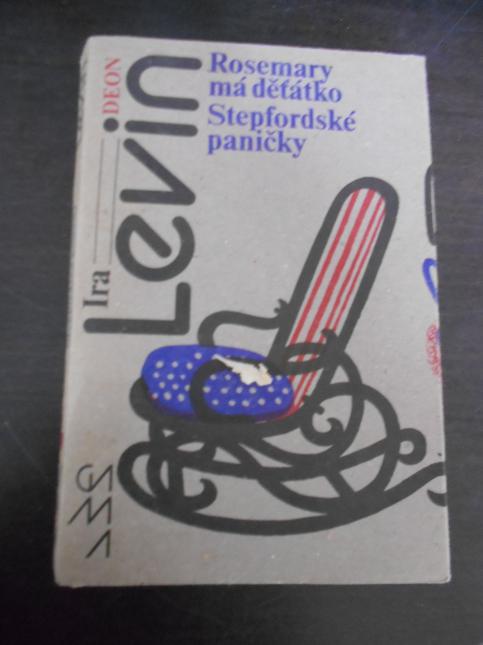 Ira
Levin
DEON
Rosemary
má děťátko
Stepfordské
paničky